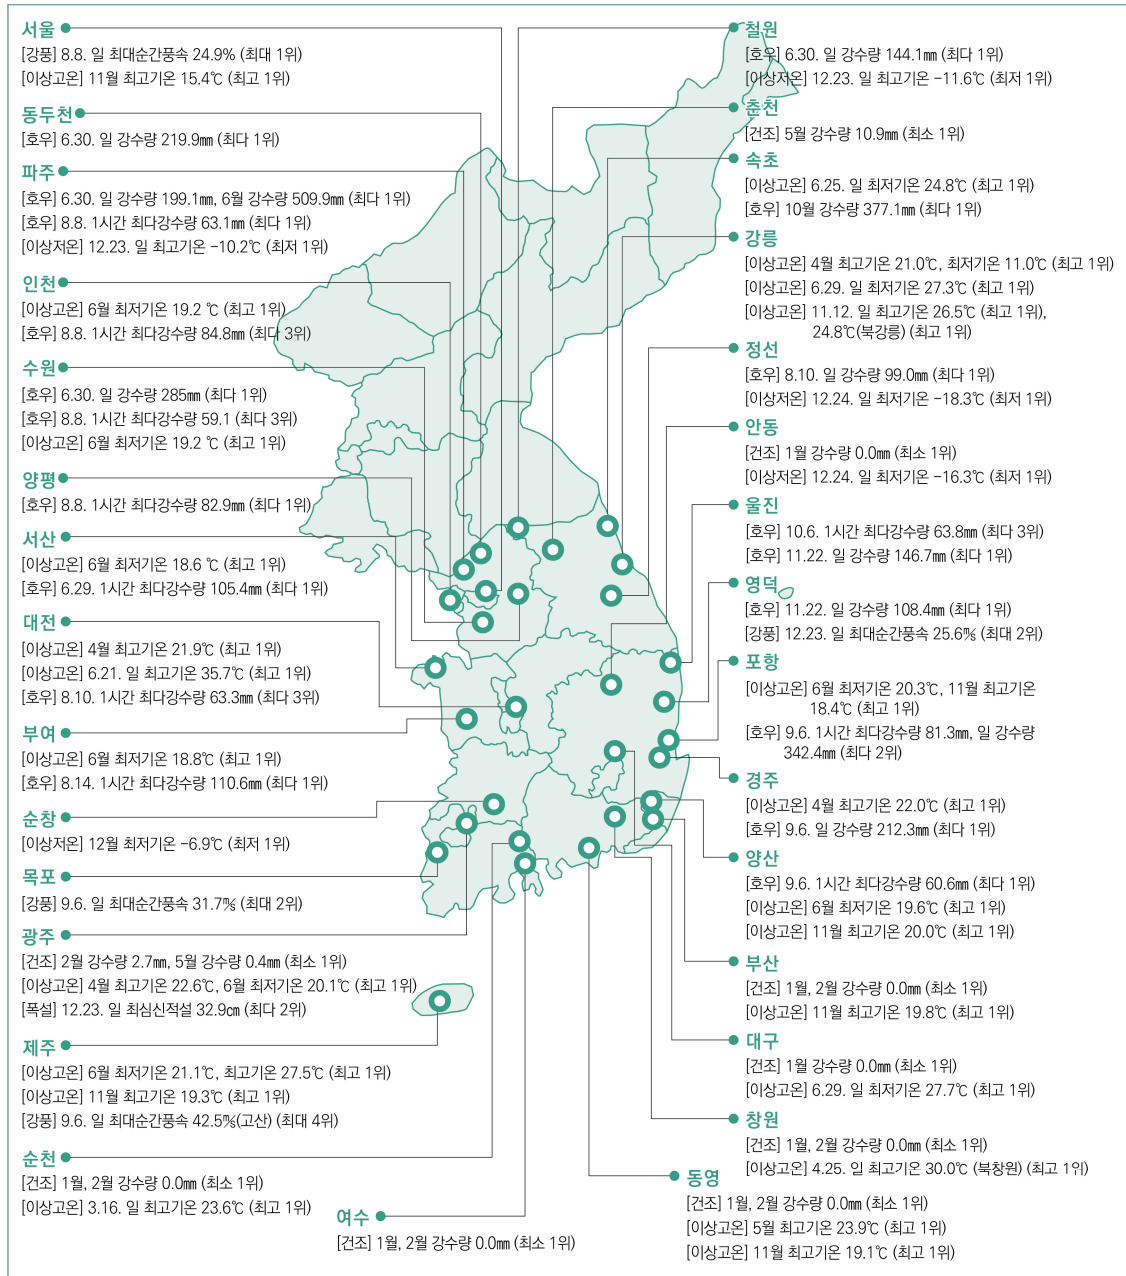 서울
[강풍] 8.8. 일 최대순간풍속 24.9% (최대 1위)
[이상고온] 11월 최고기온 15.4℃ (최고 1위)
동두천
[호우] 6.30. 일 강수량 219.9㎜ (최다 1위)
파주
[호우] 6.30. 일 강수량 199.1㎜, 6월 강수량 509.9㎜ (최다 1위)
[호우] 8.8. 1시간 최다강수량 63.1㎜ (최다 1위)
[이상저온] 12.23. 일 최고기온 -10.2℃ (최저 1위)
인천
[이상고온] 6월 최저기온 19.2 ℃ (최고 1위)
[호우] 8.8. 1시간 최다강수량 84.8㎜ (최다 3위)
수원
[호우] 6.30. 일 강수량 285㎜ (최다 1위)
[호우] 8.8. 1시간 최다강수량 59.1 (최다 3위)
[이상고온] 6월 최저기온 19.2 ℃ (최고 1위)
양평
[호우] 8.8. 1시간 최다강수량 82.9㎜ (최다 1위)
서산
[이상고온] 6월 최저기온 18.6 ℃ (최고 1위)
[호우] 6.29. 1시간 최다강수량 105.4㎜ (최다 1위)
대전
[이상고온] 4월 최고기온 21.9℃ (최고 1위)
[이상고온] 6.21. 일 최고기온 35.7℃ (최고 1위)
[호우] 8.10. 1시간 최다강수량 63.3㎜ (최다 3위)
부여
[이상고온] 6월 최저기온 18.8℃ (최고 1위)
[호우] 8.14. 1시간 최다강수량 110.6㎜ (최다 1위)
순창
[이상저온] 12월 최저기온 -6.9℃ (최저 1위)
목포
[강풍] 9.6. 일 최대순간풍속 31.7㎧ (최대 2위)
광주
[건조] 2월 강수량 2.7㎜, 5월 강수량 0.4㎜ (최소 1위)
[이상고온] 4월 최고기온 22.6℃, 6월 최저기온 20.1℃ (최고 1위)
[폭설] 12.23. 일 최심신적설 32.9㎝ (최다 2위)
제주
[이상고온] 6월 최저기온 21.1℃, 최고기온 27.5℃ (최고 1위)
[이상고온] 11월 최고기온 19.3℃ (최고 1위)
[강풍] 9.6. 일 최대순간풍속 42.5㎧(고산) (최대 4위)
순천
[건조] 1월, 2월 강수량 0.0㎜ (최소 1위)
[이상고온] 3.16. 일 최고기온 23.6℃ (최고 1위)
여수
[건조] 1월, 2월 강수량 0.0㎜ (최소 1위)
철원
[호우] 6.30. 일 강수량 144.1㎜ (최다 1위)
[이상저온] 12.23. 일 최고기온 -11.6℃ (최저 1위)
춘천
[건조] 5월 강수량 10.9㎜ (최소 1위)
속초
[이상고온] 6.25. 일 최저기온 24.8℃ (최고 1위)
[호우] 10월 강수량 377.1㎜ (최다 1위)
강릉
[이상고온] 4월 최고기온 21.0℃, 최저기온 11.0℃ (최고 1위)
[이상고온] 6.29. 일 최저기온 27.3℃ (최고 1위)
[이상고온] 11.12. 일 최고기온 26.5℃ (최고 1위),
24.8℃(북강릉) (최고 1위)
정선
[호우] 8.10. 일 강수량 99.0㎜ (최다 1위)
[이상저온] 12.24. 일 최저기온 -18.3℃ (최저 1위)
안동
[건조] 1월 강수량 0.0㎜ (최소 1위)
[이상저온] 12.24. 일 최저기온 -16.3℃ (최저 1위)
울진
[호우] 10.6. 1시간 최다강수량 63.8㎜ (최다 3위)
[호우] 11.22. 일 강수량 146.7㎜ (최다 1위)
영덕
[호우] 11.22. 일 강수량 108.4㎜ (최다 1위)
[강풍] 12.23. 일 최대순간풍속 25.6㎧ (최대 2위)
포항
[이상고온] 6월 최저기온 20.3℃, 11월 최고기온
18.4℃ (최고 1위)
[호우] 9.6. 1시간 최다강수량 81.3㎜, 일 강수량
342.4㎜ (최다 2위)
경주
[이상고온] 4월 최고기온 22.0℃ (최고 1위)
[호우] 9.6. 일 강수량 212.3㎜ (최다 1위)
양산
[호우] 9.6. 1시간 최다강수량 60.6㎜ (최다 1위)
[이상고온] 6월 최저기온 19.6℃ (최고 1위)
[이상고온] 11월 최고기온 20.0℃ (최고 1위)
부산
[건조] 1월, 2월 강수량 0.0㎜ (최소 1위)
[이상고온] 11월 최고기온 19.8℃ (최고 1위)
대구
[건조] 1월 강수량 0.0㎜ (최소 1위)
[이상고온] 6.29. 일 최저기온 27.7℃ (최고 1위)
창원
[건조] 1월, 2월 강수량 0.0㎜ (최소 1위)
[이상고온] 4.25. 일 최고기온 30.0℃ (북창원) (최고 1위)
동영
[건조] 1월, 2월 강수량 0.0㎜ (최소 1위)
[이상고온] 5월 최고기온 23.9℃ (최고 1위)
[이상고온] 11월 최고기온 19.1℃ (최고 1위)